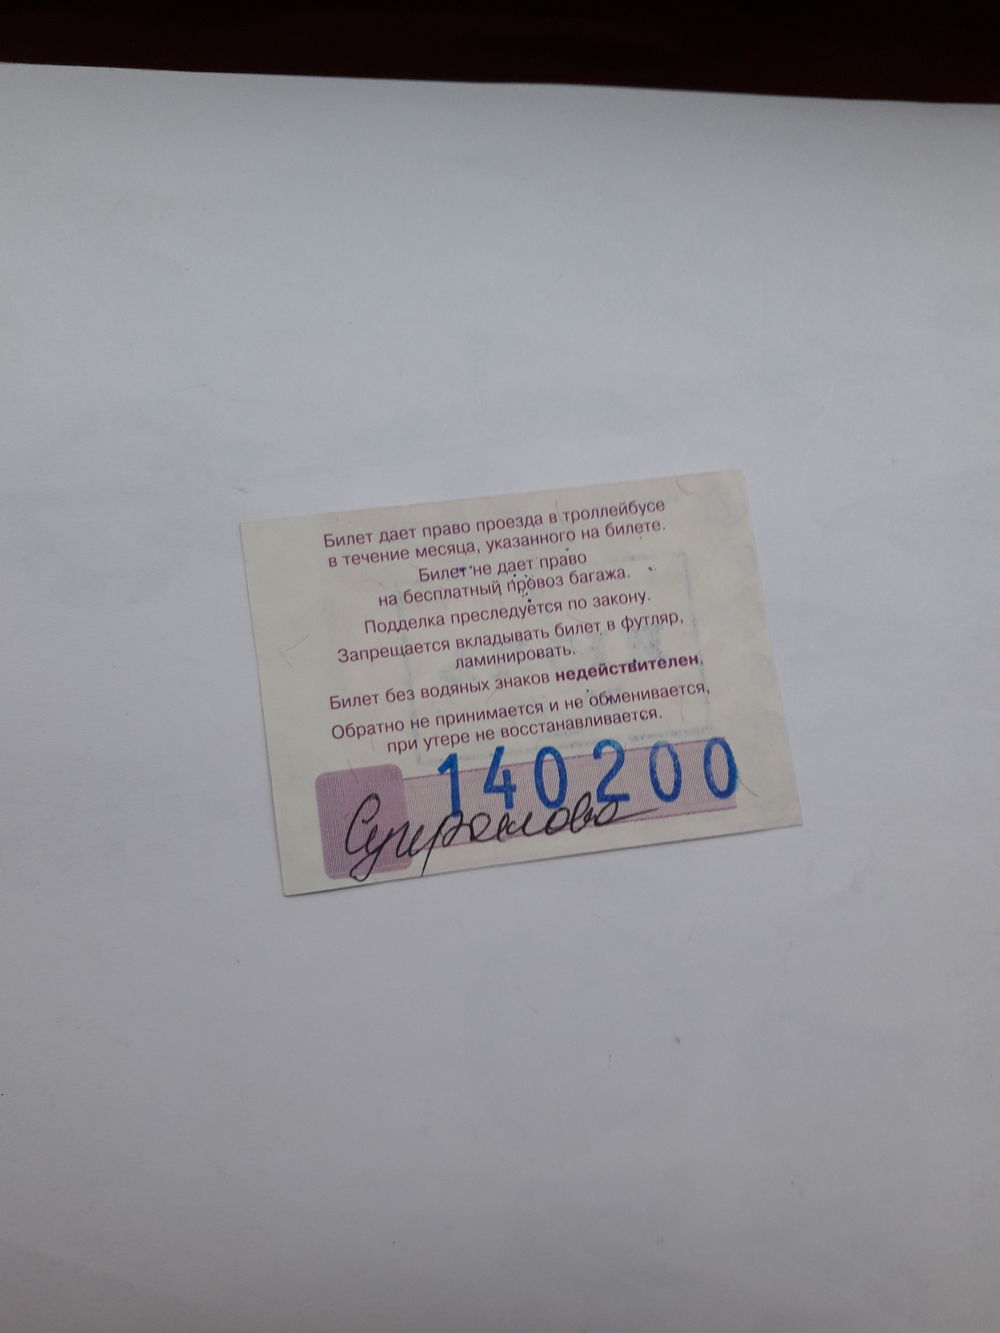 Билет дает право проезда в троллейбусе
в течение месяца, указанного на билете.
Билет не дает право
на бесплатный провоз багажа.
Подделка преследуется по закону.
Запрещается вкладывать билет в футляр,
ламинировать.
Билет без водяных знаков недействителен.
Обратно не принимается и не обменивается,
при утере не восстанавливается.
140200